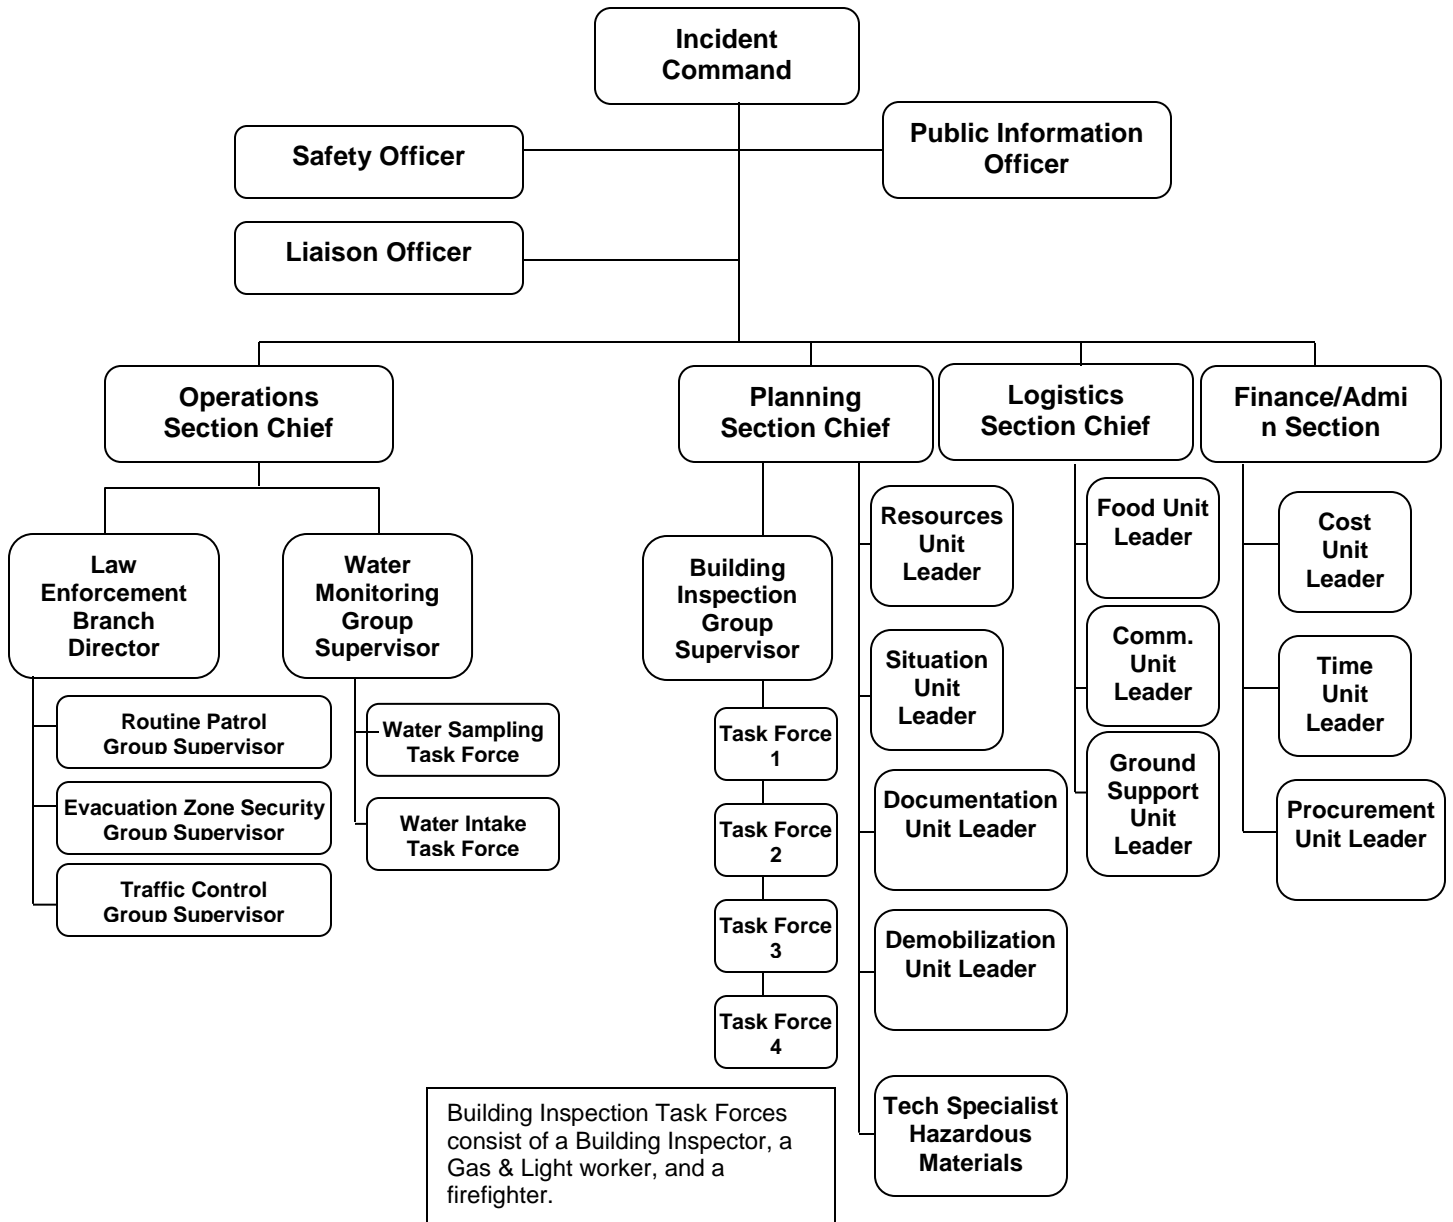 Incident
Command
Safety Officer
Public Information
Officer
Liaison Officer
Operations
Section Chief
Planning
Section Chief
Logistics
Section Chief
Finance/Admi
n Section
Law
Enforcement
Branch
Director
Water
Monitoring
Group
Supervisor
Routine Patrol
Group Supervisor
Evacuation Zone Security
Group Supervisor
Traffic Control
Group Supervisor
Water Sampling
Task Force
Water Intake
Task Force
Building
Inspection
Group
Supervisor
Task Force
1
Task Force
2
Task Force
3
Task Force
4
Resources
Unit
Leader
Situation
Unit
Leader
Documentation
Unit Leader
Demobilization
Unit Leader
Tech Specialist
Hazardous
Materials
Food Unit
Leader
Comm.
Unit
Leader
Ground
Support
Unit
Leader
Cost
Unit
Leader
Time
Unit
Leader
Procurement
Unit Leader
Building Inspection Task Forces
consist of a Building Inspector, a
Gas & Light worker, and a
firefighter.